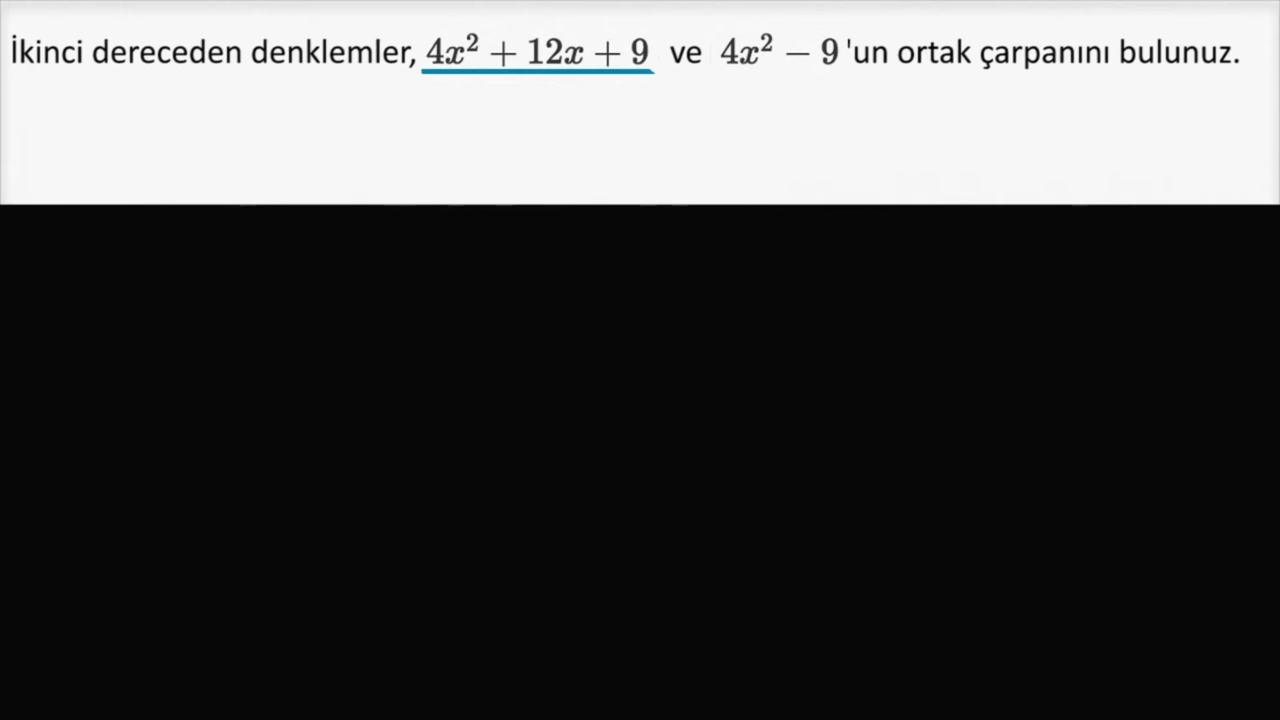 İkinci dereceden denklemler, 4x² + 12x + 9 ve 4x² − 9 'un ortak çarpanını bulunuz.